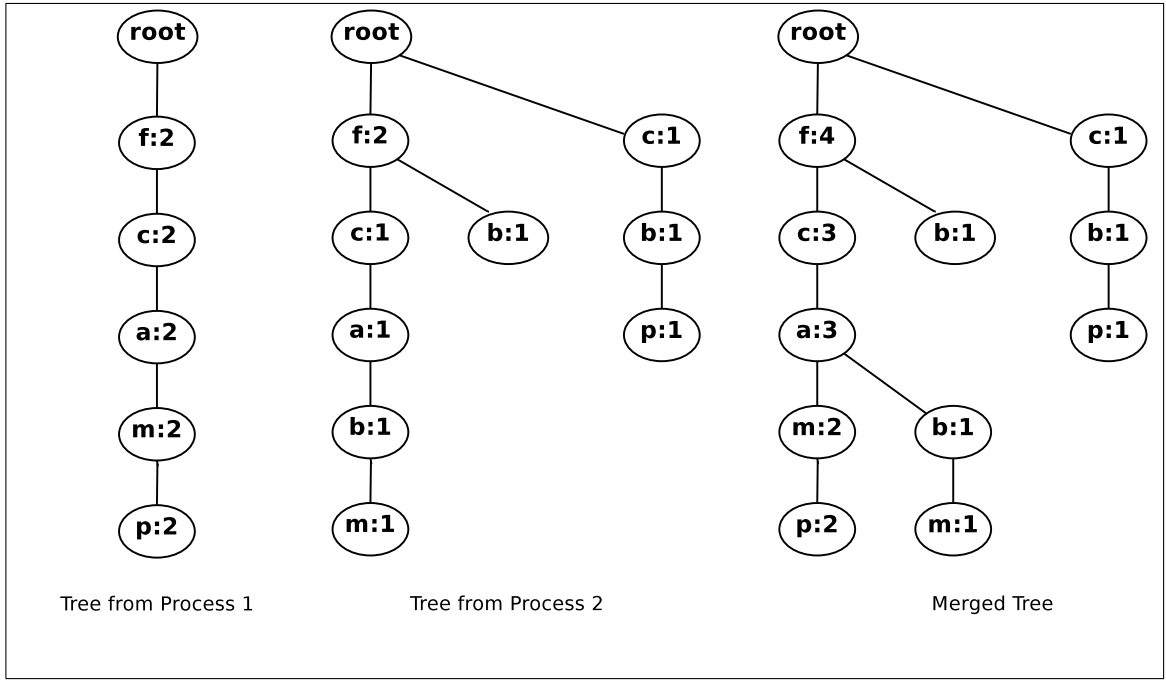 root root root
f:2 f:2 c:1 f:4 c:1
c:2 c:1 b:1 b:1 c:3 b:1 b:1
a:2 a:1 p:1 a:3 p:1
m:2 b:1 m:2 b:1
p:2 m:1 p:2 m:1
Tree from Process 1 Tree from Process 2 Merged Tree